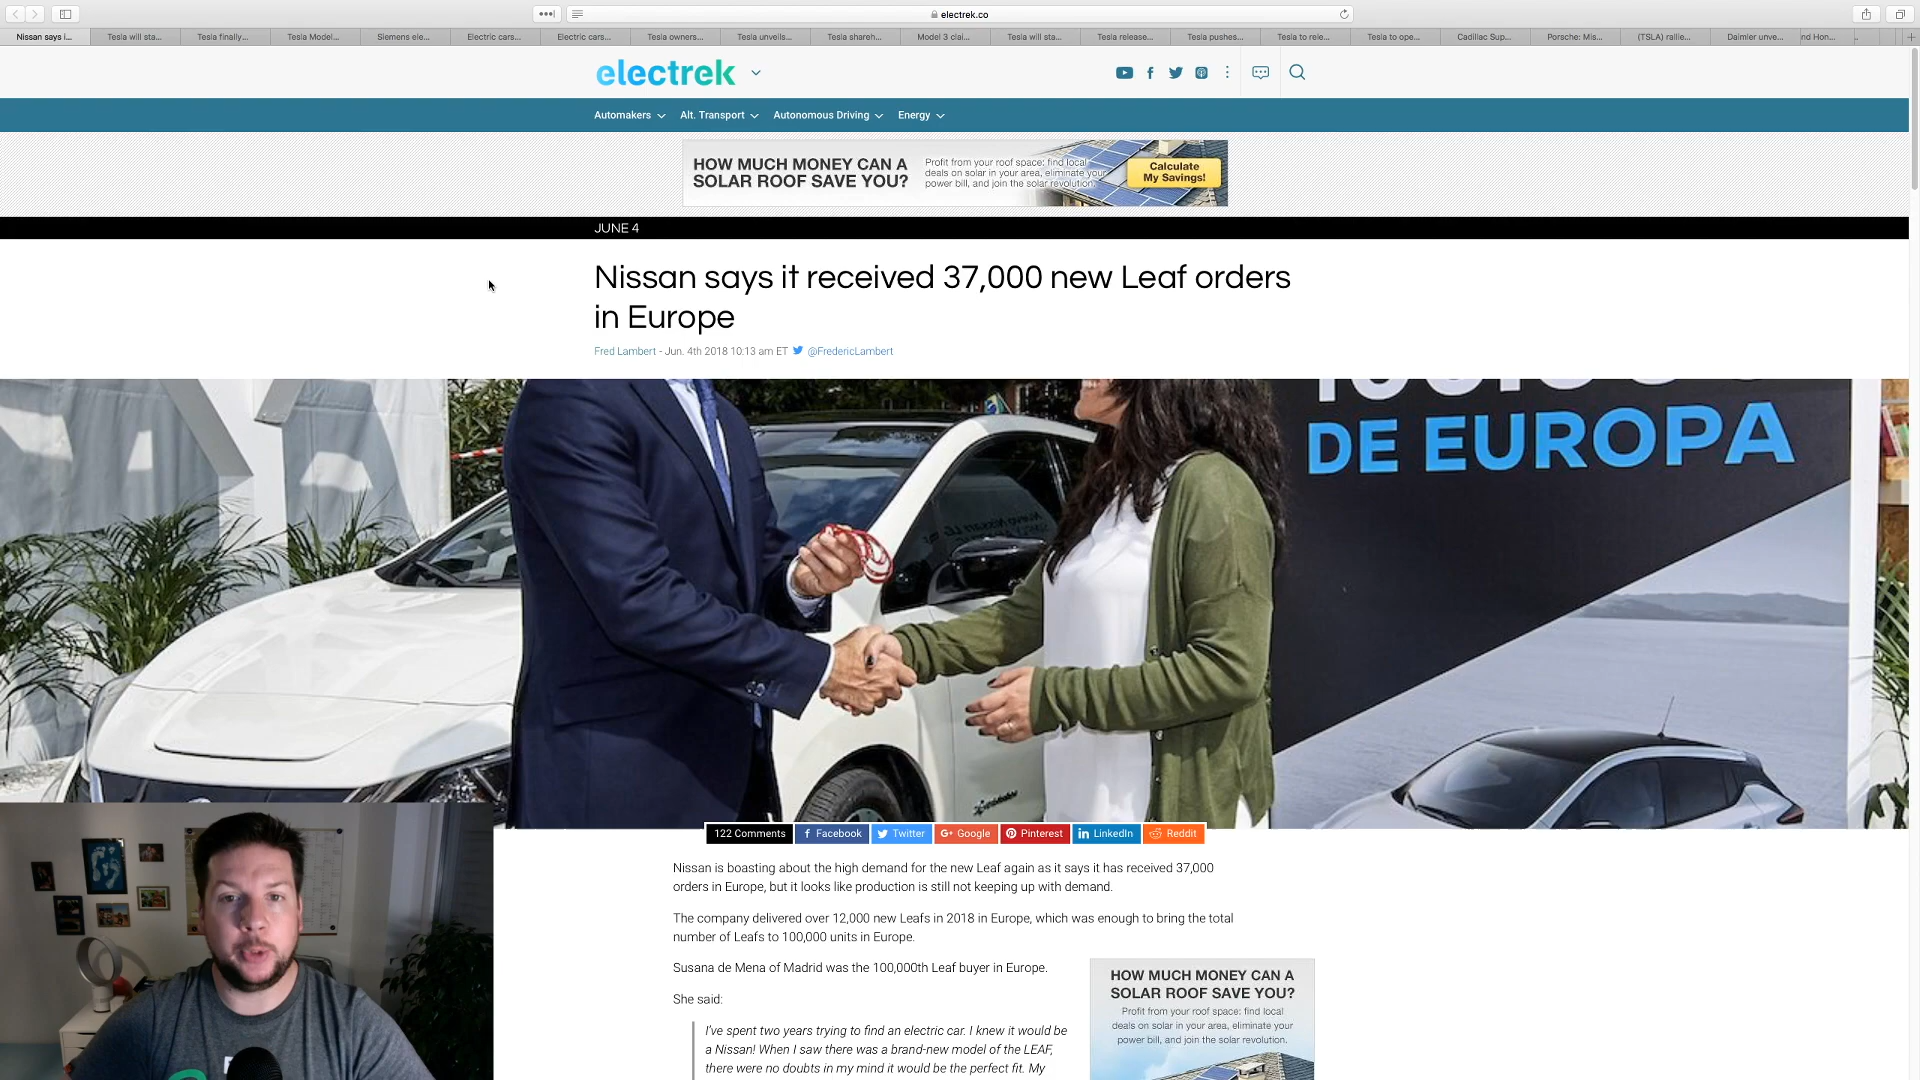 electrek.co
Nissan says i...
Tesla will sta...
Tesla finally...
Tesla Model...
Siemens ele...
Electric cars...
Electric cars...
Tesla owners...
Tesla unveils...
Tesla shareh...
Model 3 clai...
Tesla will sta...
Tesla release...
Tesla pushes...
Tesla to rele...
Tesla to ope...
Cadillac Sup...
Porsche: Mis...
(TSLA) rallie...
Daimler unve...
nd Hon...
electrek
Automakers
Alt. Transport
Autonomous Driving
Energy
HOW MUCH MONEY CAN A
SOLAR ROOF SAVE YOU?
Profit from your roof space: find local
deals on solar in your area, eliminate your
power bill, and join the solar revolution.
Calculate
My Savings!
JUNE 4
Nissan says it received 37,000 new Leaf orders
in Europe
Fred Lambert - Jun. 4th 2018 10:13 am ET @FredericLambert
DE EUROPA
122 Comments
Facebook
Twitter
G+ Google
Pinterest
LinkedIn
Reddit
Nissan is boasting about the high demand for the new Leaf again as it says it has received 37,000
orders in Europe, but it looks like production is still not keeping up with demand.
The company delivered over 12,000 new Leafs in 2018 in Europe, which was enough to bring the total
number of Leafs to 100,000 units in Europe.
Susana de Mena of Madrid was the 100,000th Leaf buyer in Europe.
She said:
I've spent two years trying to find an electric car. I knew it would be
a Nissan! When I saw there was a brand-new model of the LEAF,
there were no doubts in my mind it would be the perfect fit. My
HOW MUCH MONEY CAN A
SOLAR ROOF SAVE YOU?
Profit from your roof space: find local
deals on solar in your area, eliminate your
power bill, and join the solar revolution.